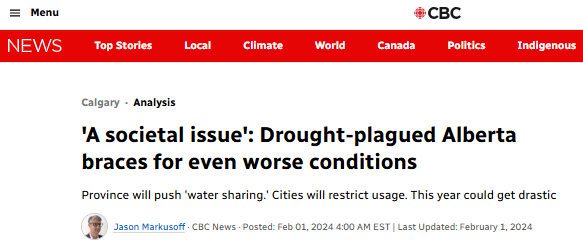 Menu
CBC
NEWS Top Stories Local Climate World Canada Politics Indigenous
Calgary · Analysis
'A societal issue': Drought-plagued Alberta
braces for even worse conditions
Province will push 'water sharing.' Cities will restrict usage. This year could get drastic
Jason Markusoff · CBC News · Posted: Feb 01, 2024 4:00 AM EST | Last Updated: February 1, 2024